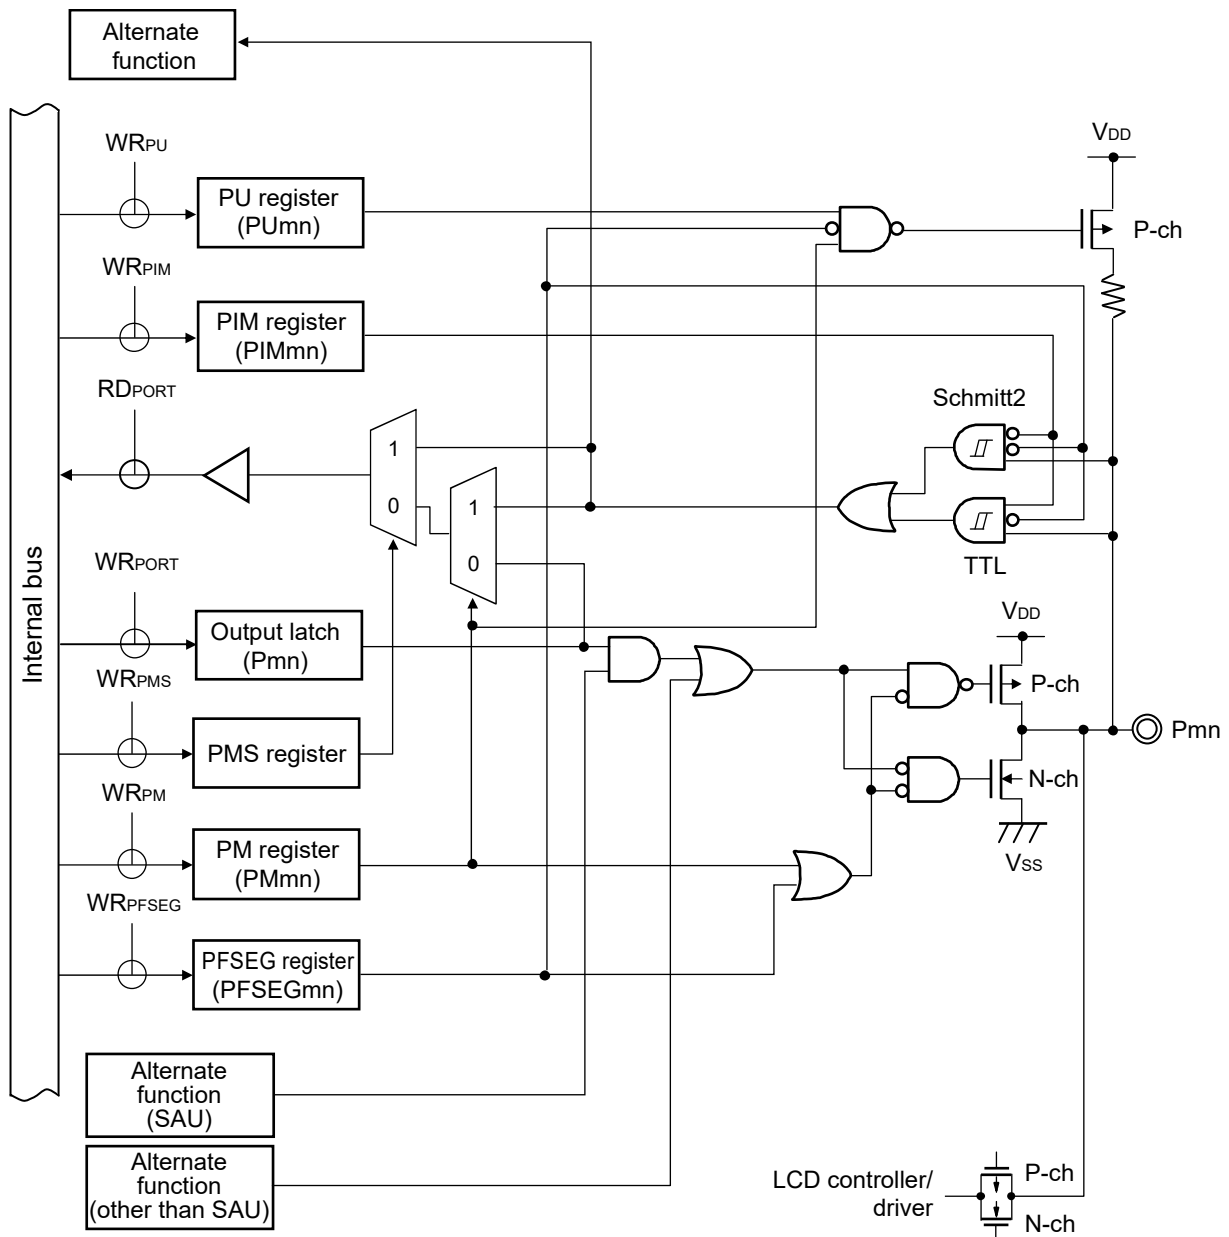 Alternate
function
WRPU
PU register
(PUmn)
VDD
P-ch
WRPIM
PIM register
(PIMmn)
RDPORT
Schmitt2
1
0
1
0
TTL
Internal bus
WRPORT
Output latch
(Pmn)
VDD
P-ch
Pmn
WRPMS
PMS register
N-ch
WRPM
PM register
(PMmn)
VSS
WRPFSEG
PFSEG register
(PFSEGmn)
Alternate
function
(SAU)
Alternate
function
(other than SAU)
LCD controller/
driver
P-ch
N-ch